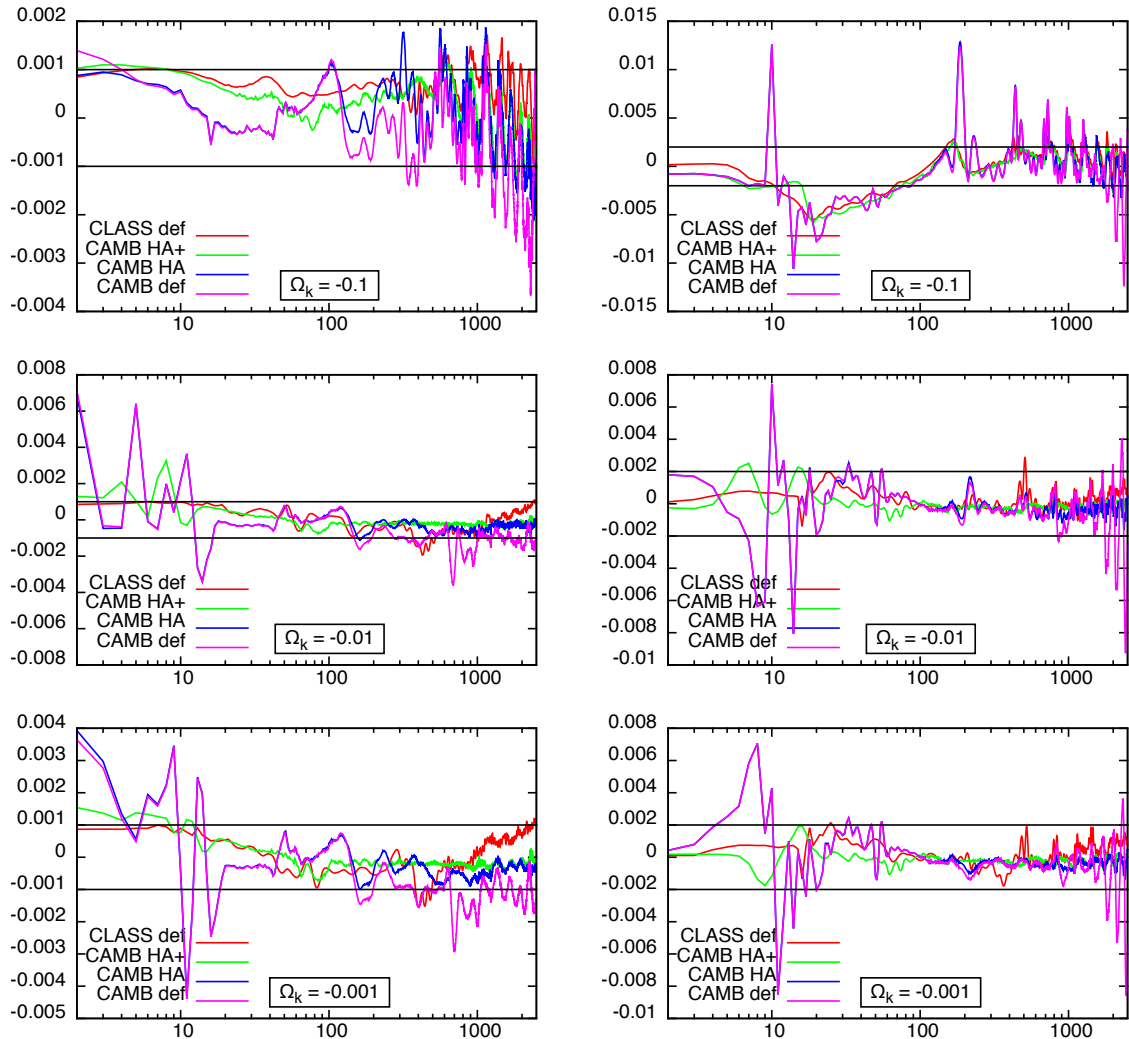 0.002
0.001
0
-0.001
-0.002
-0.003
-0.004
CLASS def
CAMB HA+
CAMB HA
CAMB def
Ω_k = -0.1
10 100 1000
0.015
0.01
0.005
0
-0.005
-0.01
-0.015
CLASS def
CAMB HA+
CAMB HA
CAMB def
Ω_k = -0.1
10 100 1000
0.008
0.006
0.004
0.002
0
-0.002
-0.004
-0.006
-0.008
CLASS def
CAMB HA+
CAMB HA
CAMB def
Ω_k = -0.01
10 100 1000
0.008
0.006
0.004
0.002
0
-0.002
-0.004
-0.006
-0.008
-0.01
CLASS def
CAMB HA+
CAMB HA
CAMB def
Ω_k = -0.01
10 100 1000
0.004
0.003
0.002
0.001
0
-0.001
-0.002
-0.003
-0.004
-0.005
CLASS def
CAMB HA+
CAMB HA
CAMB def
Ω_k = -0.001
10 100 1000
0.008
0.006
0.004
0.002
0
-0.002
-0.004
-0.006
-0.008
-0.01
CLASS def
CAMB HA+
CAMB HA
CAMB def
Ω_k = -0.001
10 100 1000